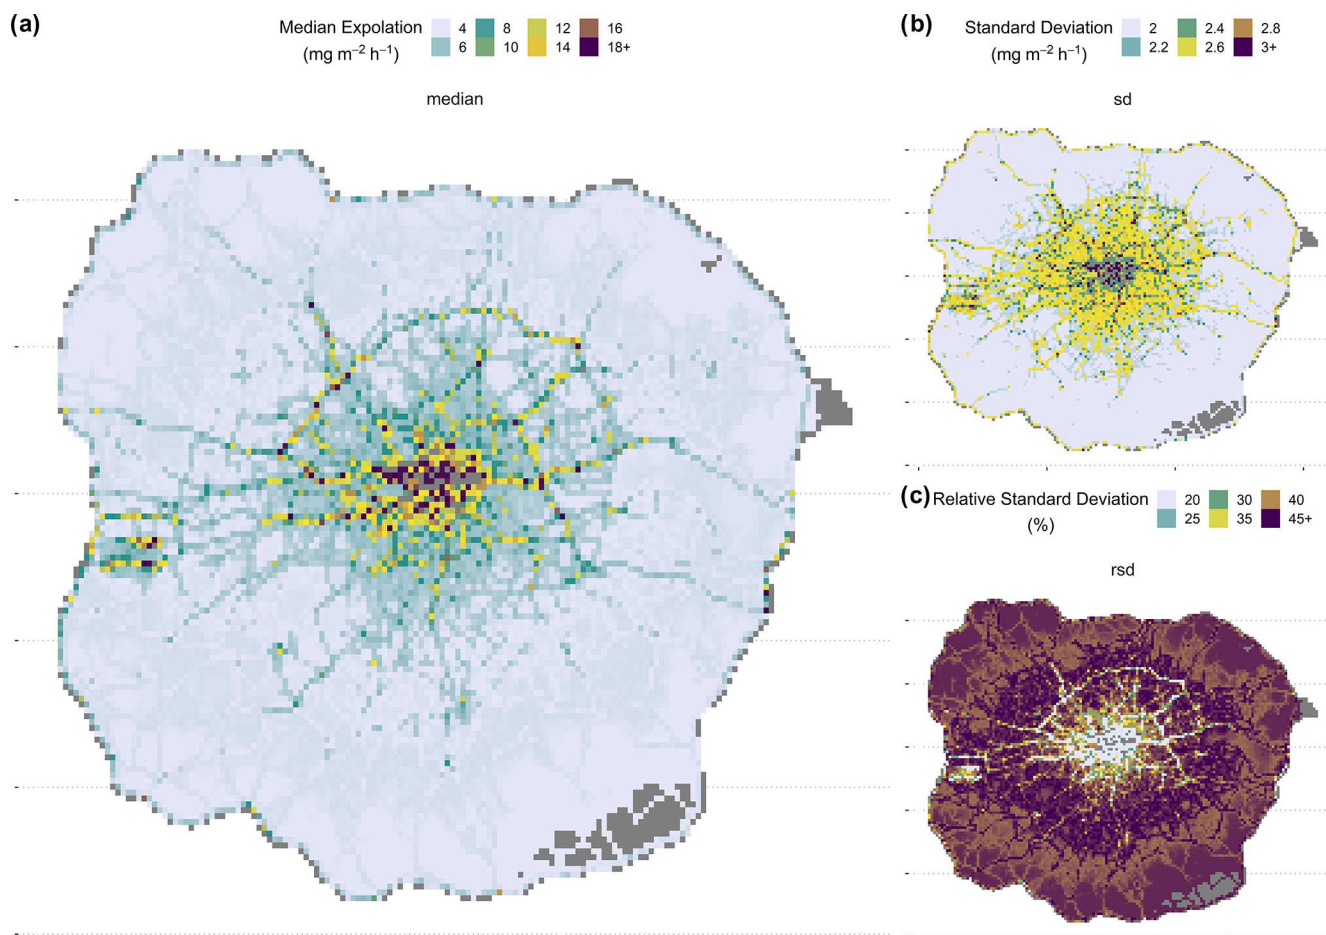 (a)
Median Expolation
(mg m⁻² h⁻¹)
4 8 12 16
6 10 14 18+
median
(b)
Standard Deviation
(mg m⁻² h⁻¹)
2 2.4 2.8
2.2 2.6 3+
sd
(c) Relative Standard Deviation
(%)
20 30 40
25 35 45+
rsd